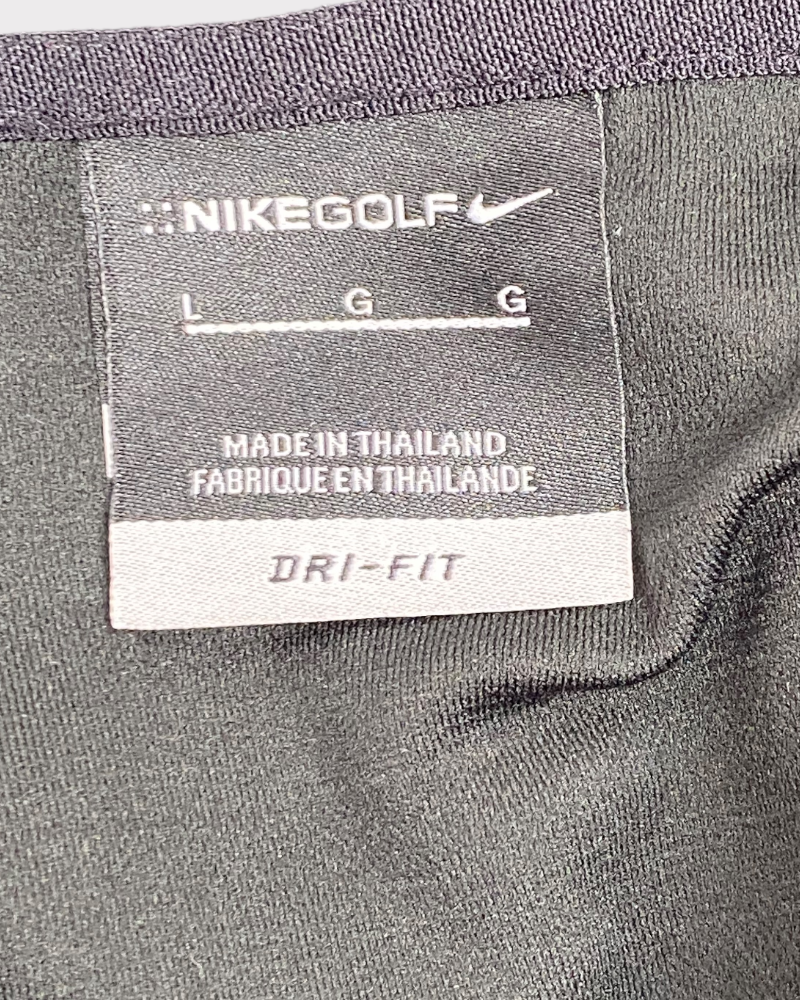 NIKEGOLF
L G G
MADE IN THAILAND
FABRIQUE EN THAILANDE
DRI-FIT